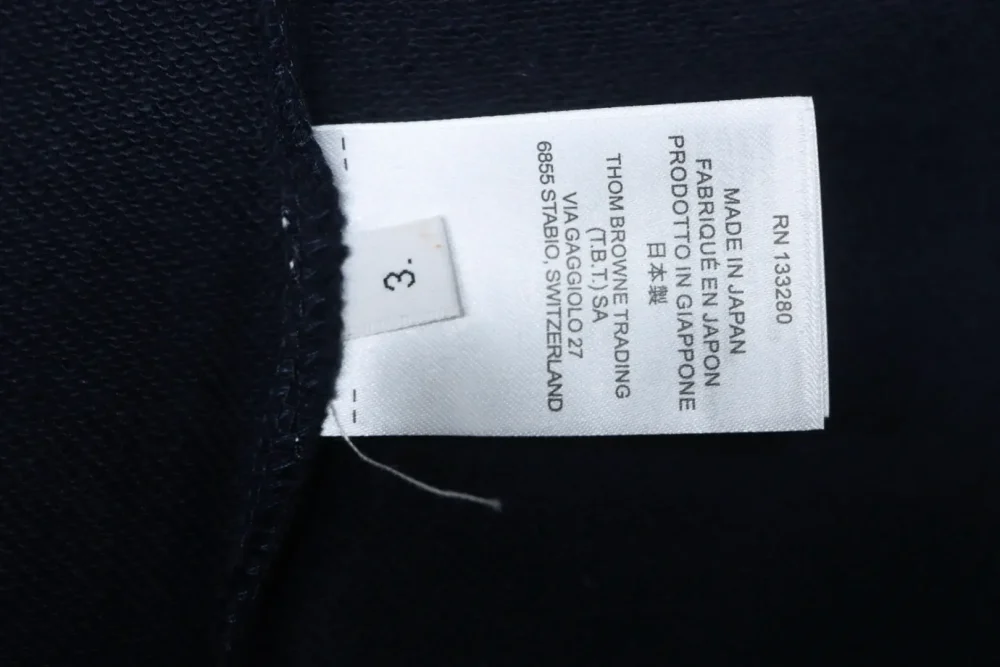 RN 133280
MADE IN JAPAN
FABRIQUÉ EN JAPON
PRODOTTO IN GIAPPONE
日本製
THOM BROWNE TRADING
(T.B.T.) SA
VIA GAGGIOLO 27
6855 STABIO, SWITZERLAND
3.